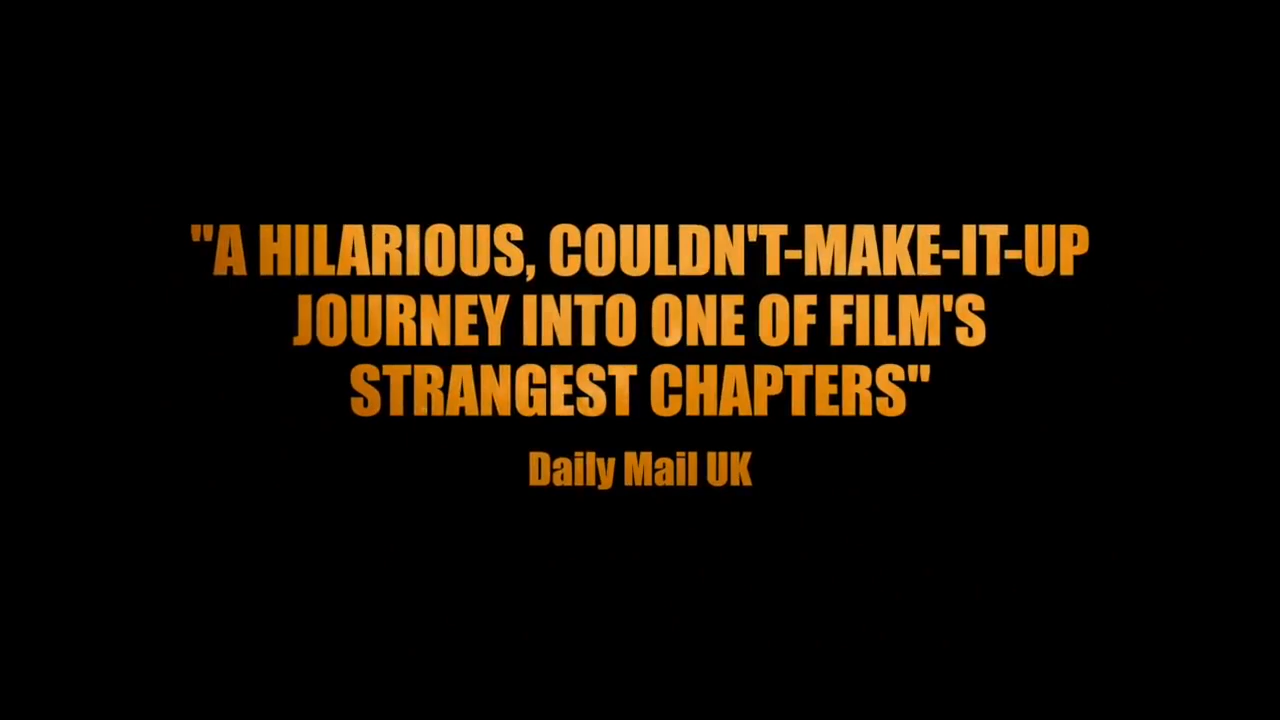 "A HILARIOUS, COULDN'T-MAKE-IT-UP
JOURNEY INTO ONE OF FILM'S
STRANGEST CHAPTERS"
Daily Mail UK